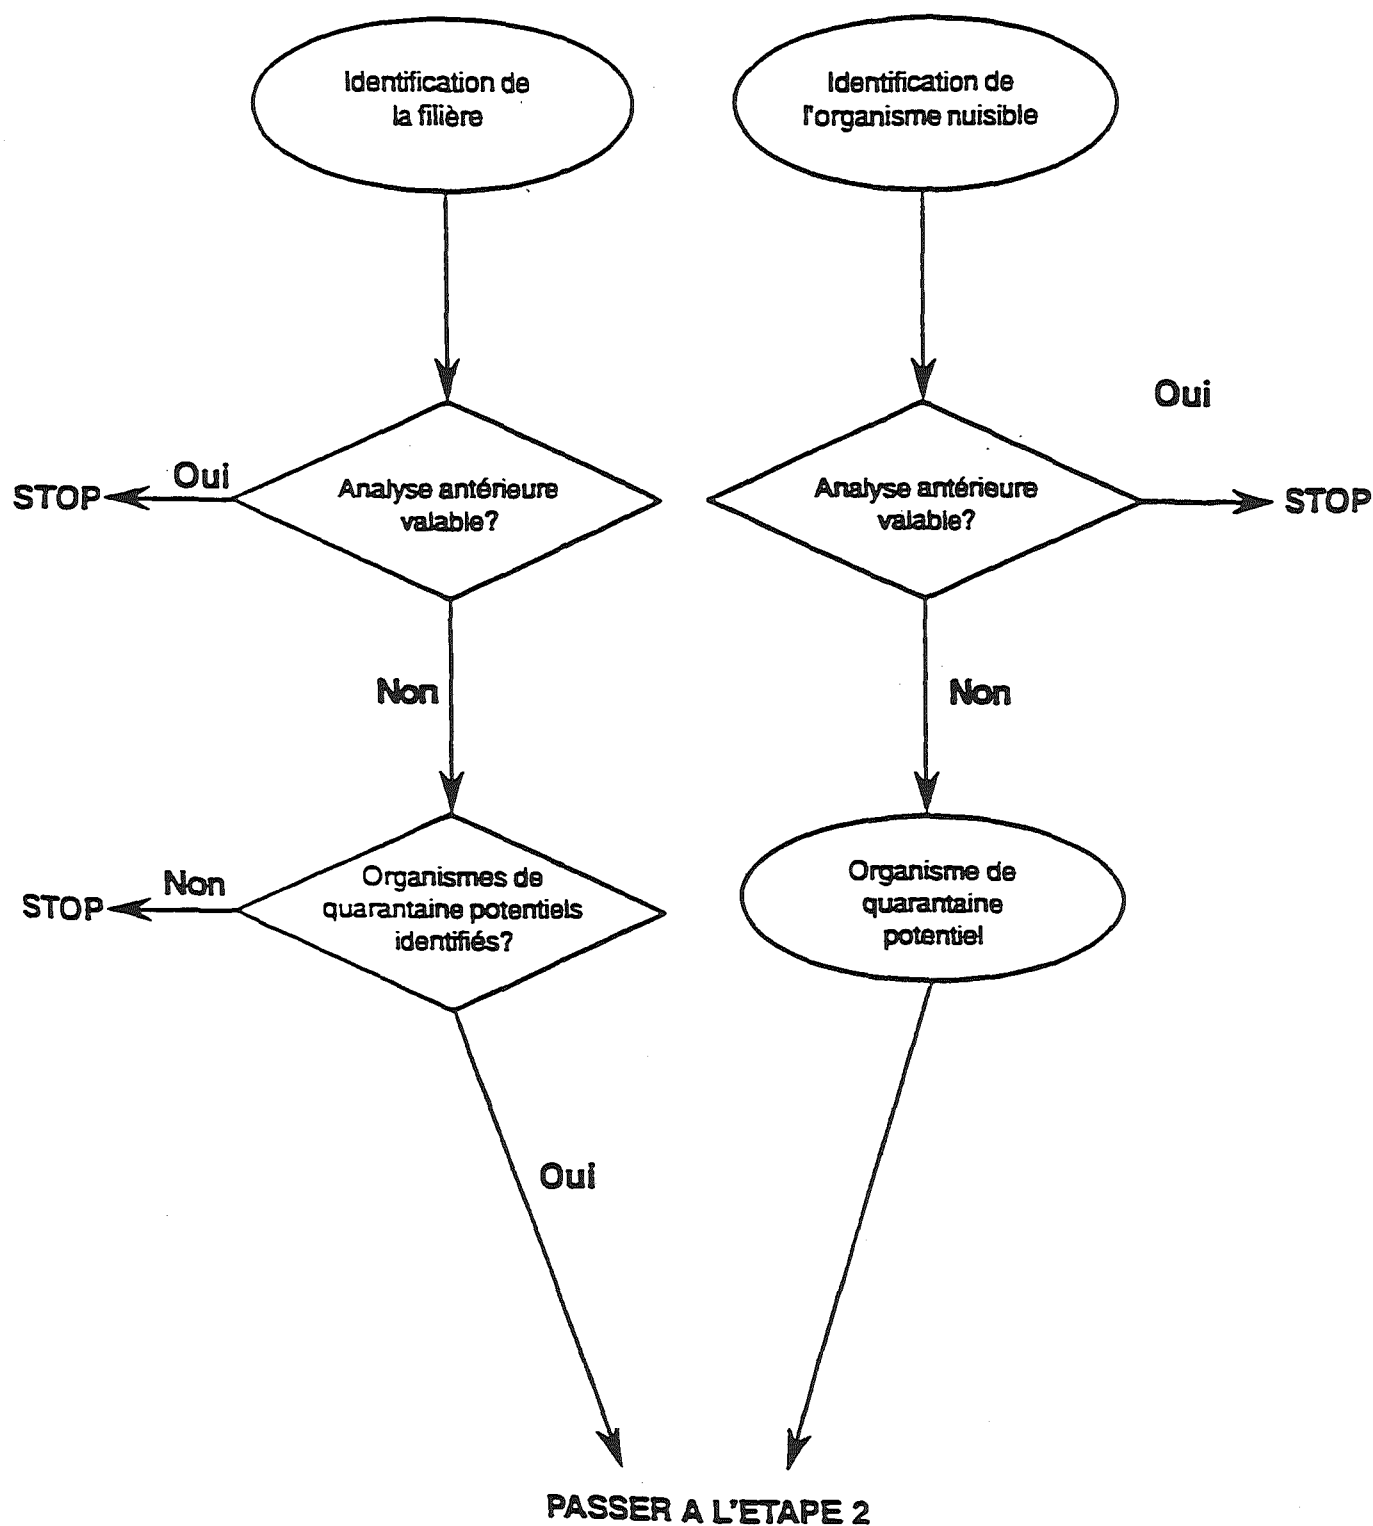 Identification de
la filière
Identification de
l'organisme nuisible
Oui
STOP
Oui
Analyse antérieure
valable?
Analyse antérieure
valable?
STOP
Non
Non
STOP
Non
Organismes de
quarantaine potentiels
identifiés?
Organisme de
quarantaine
potentiel
Oui
PASSER A L'ETAPE 2